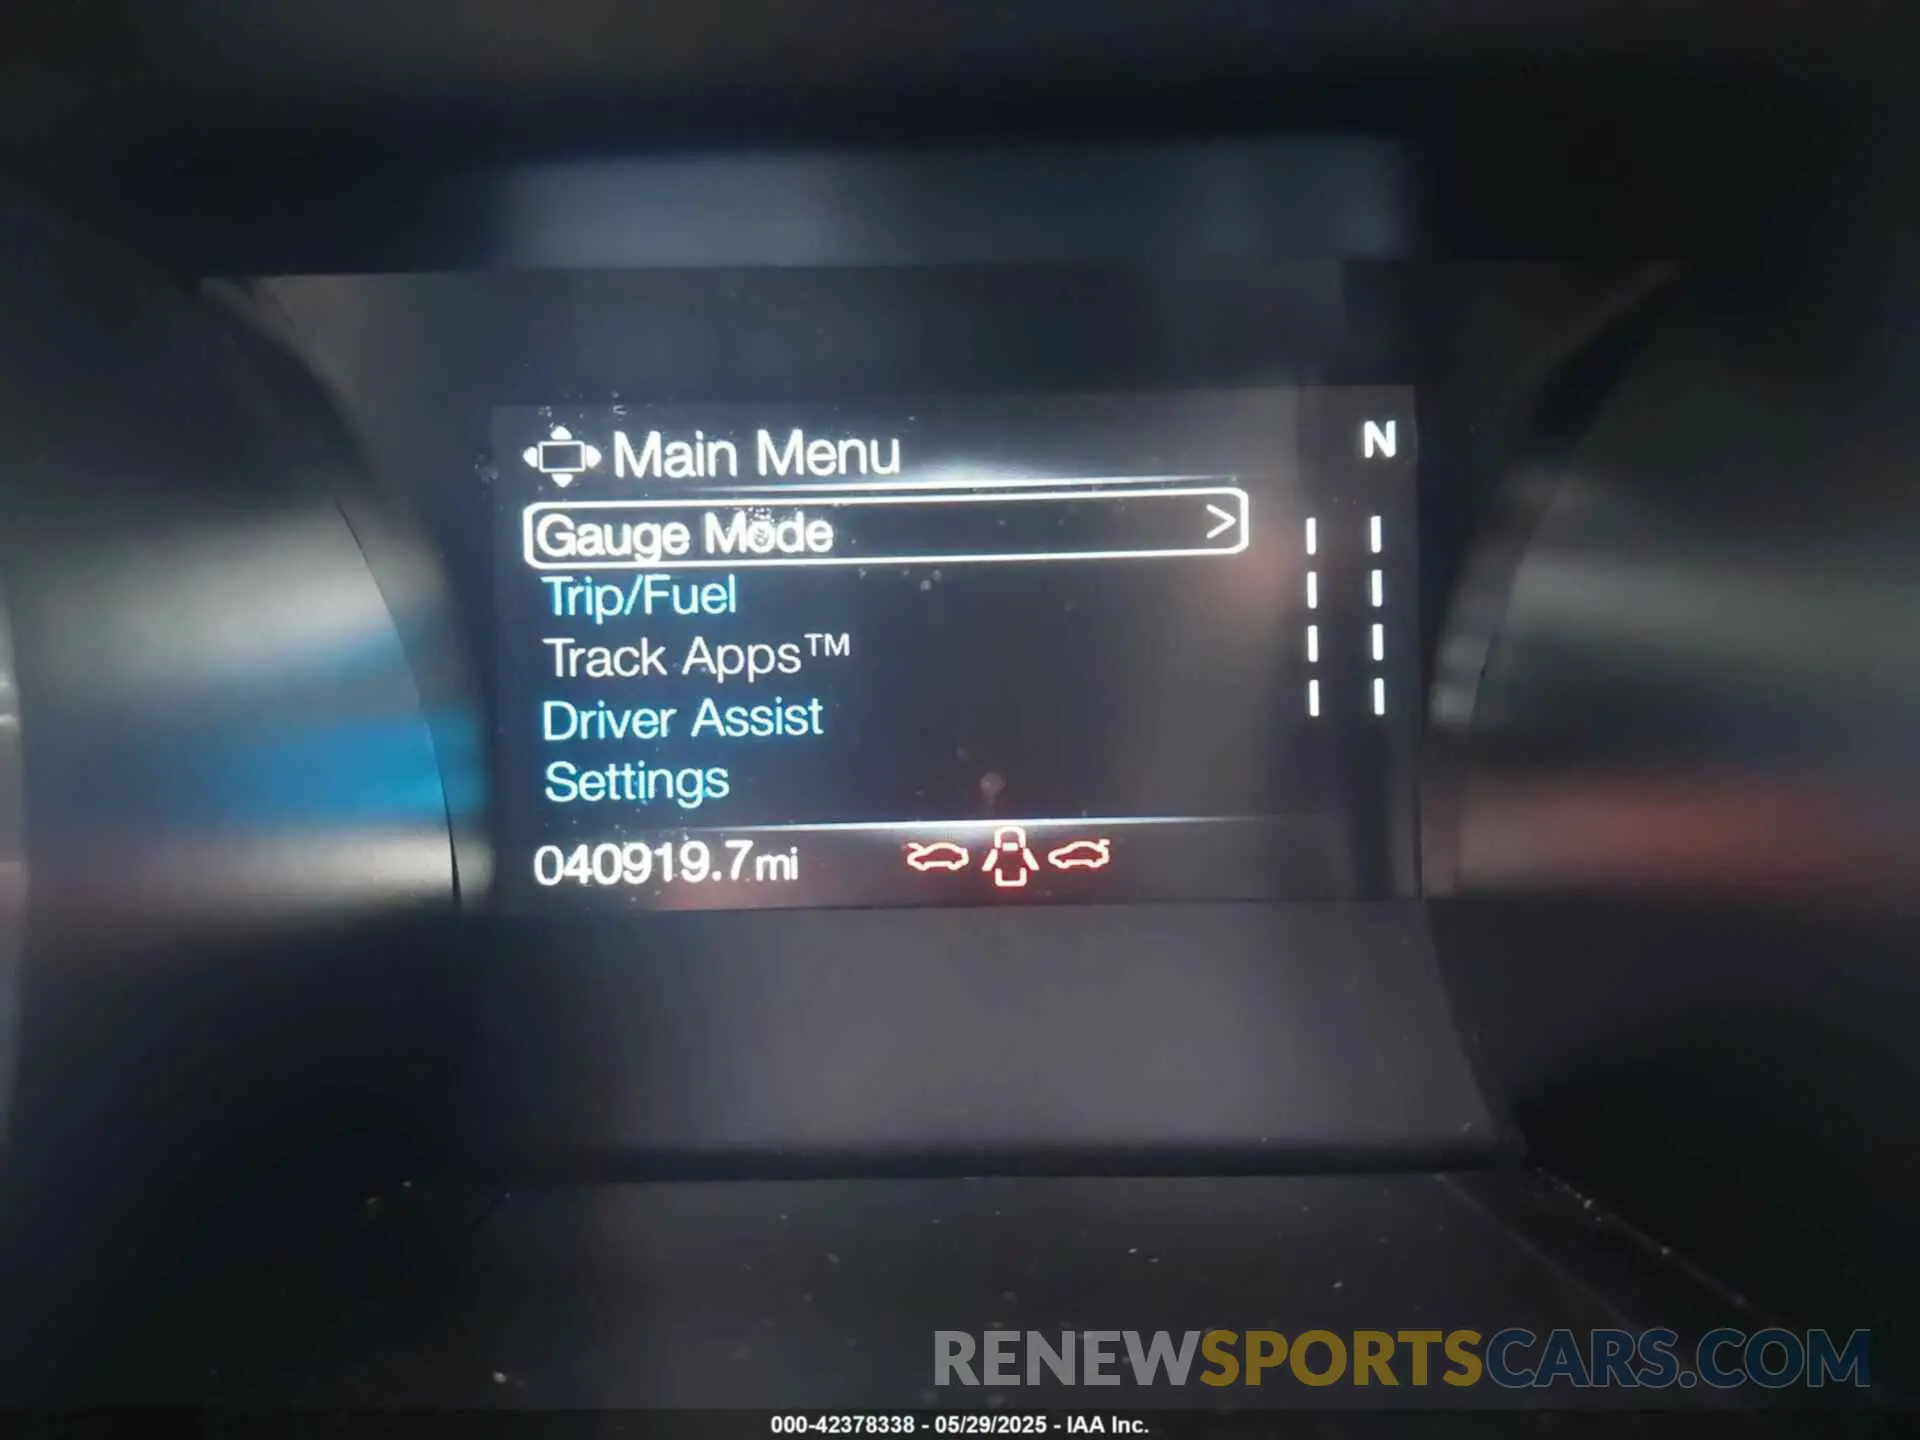 Main Menu
N
Gauge Mode >
Trip/Fuel
Track Apps™
Driver Assist
Settings
040919.7mi
RENEWSPORTSCARS.COM
000-42378338 - 05/29/2025 - IAA Inc.